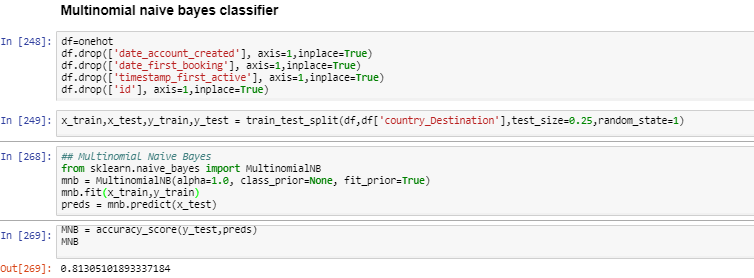 Multinomial naive bayes classifier
In [248]: df=onehot
df.drop(['date_account_created'], axis=1,inplace=True)
df.drop(['date_first_booking'], axis=1,inplace=True)
df.drop(['timestamp_first_active'], axis=1,inplace=True)
df.drop(['id'], axis=1,inplace=True)
In [249]: x_train,x_test,y_train,y_test = train_test_split(df,df['country_Destination'],test_size=0.25,random_state=1)
In [268]: ## Multinomial Naive Bayes
from sklearn.naive_bayes import MultinomialNB
mnb = MultinomialNB(alpha=1.0, class_prior=None, fit_prior=True)
mnb.fit(x_train,y_train)
preds = mnb.predict(x_test)
In [269]: MNB = accuracy_score(y_test,preds)
MNB
Out[269]: 0.81305101893337184